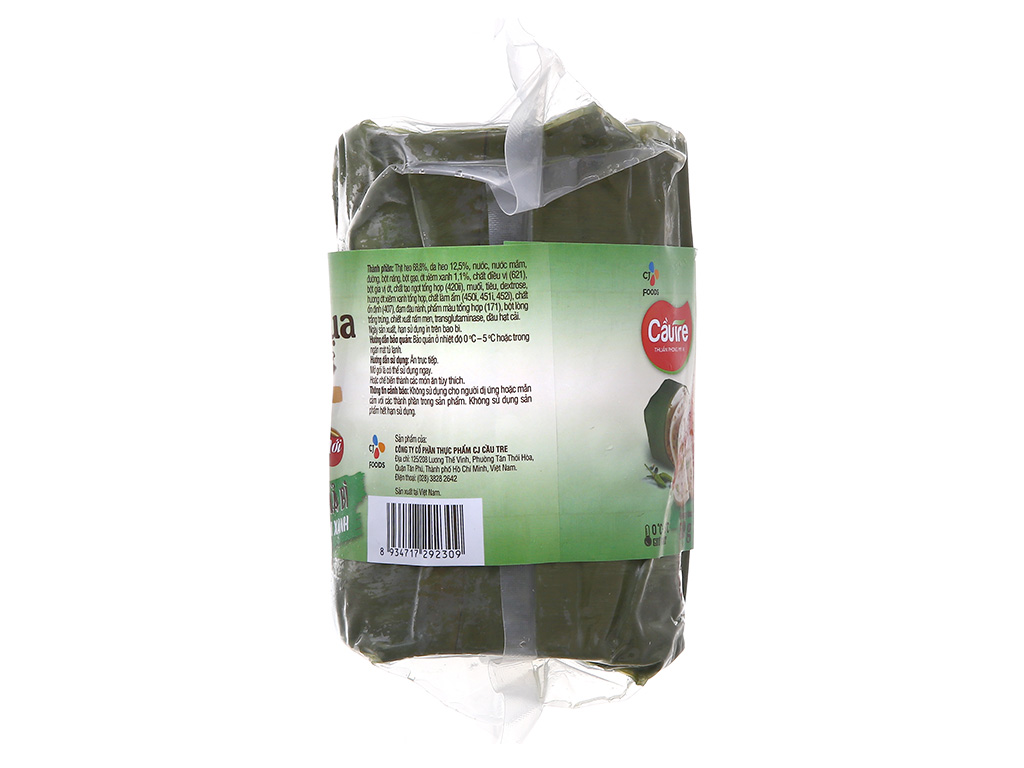 Thành phần: Thịt heo 68,8%, da heo 12,5%, nước, nước mắm,
đường, bột năng, bột gạo, ớt xiêm xanh 1,1%, chất điều vị (621),
bột gia vị ớt, chất tạo ngọt tổng hợp (420ii), muối, tiêu, dextrose,
hương ớt xiêm xanh tổng hợp, chất làm ẩm (450i, 451i, 452i), chất
ổn định (407), đạm đậu nành, phẩm màu tổng hợp (171), bột lòng
trắng trứng, chiết xuất nấm men, transglutaminase, dầu hạt cải.
Ngày sản xuất, hạn sử dụng in trên bao bì.
Hướng dẫn bảo quản: Bảo quản ở nhiệt độ 0 °C – 5 °C hoặc trong
ngăn mát tủ lạnh.
Hướng dẫn sử dụng: Ăn trực tiếp.
Mở gói là có thể sử dụng ngay.
Hoặc chế biến thành các món ăn tùy thích.
Thông tin cảnh báo: Không sử dụng cho người dị ứng hoặc mẫn
cảm với các thành phần trong sản phẩm. Không sử dụng sản
phẩm hết hạn sử dụng.
CJ
FOODS
Sản phẩm của:
CÔNG TY CỔ PHẦN THỰC PHẨM CJ CẦU TRE
Địa chỉ: 125/208 Lương Thế Vinh, Phường Tân Thới Hòa,
Quận Tân Phú, Thành phố Hồ Chí Minh, Việt Nam.
Điện thoại: (028) 3828 2642
Sản xuất tại Việt Nam.
8 934717 292309
ua
ới
BÌ
XANH
CJ
FOODS
CầuTre